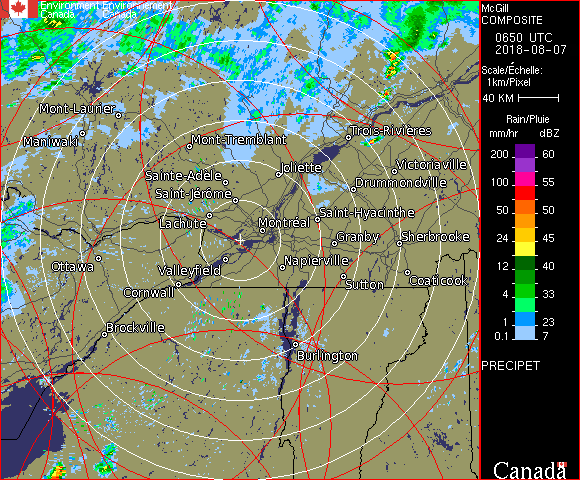 Environment Environnement
Canada Canada
McGill
COMPOSITE
0650 UTC
2018-08-07
Scale/Échelle:
1km/Pixel
40 KM
Rain/Pluie
mm/hr dBZ
200 60
155
100 55
50 50
24 45
12 40
4 33
1 23
0.1 7
PRECIPET
Canada
Mont-Laurier
Maniwaki
Mont-Tremblant
Trois-Rivières
Joliette
Victoriaville
Sainte-Adèle
Drummondville
Saint-Jérôme
Lachute
Saint-Hyacinthe
Montréal
Granby
Sherbrooke
Ottawa
Valleyfield
Napierville
Cornwall
Sutton
Coaticook
Brockville
Burlington